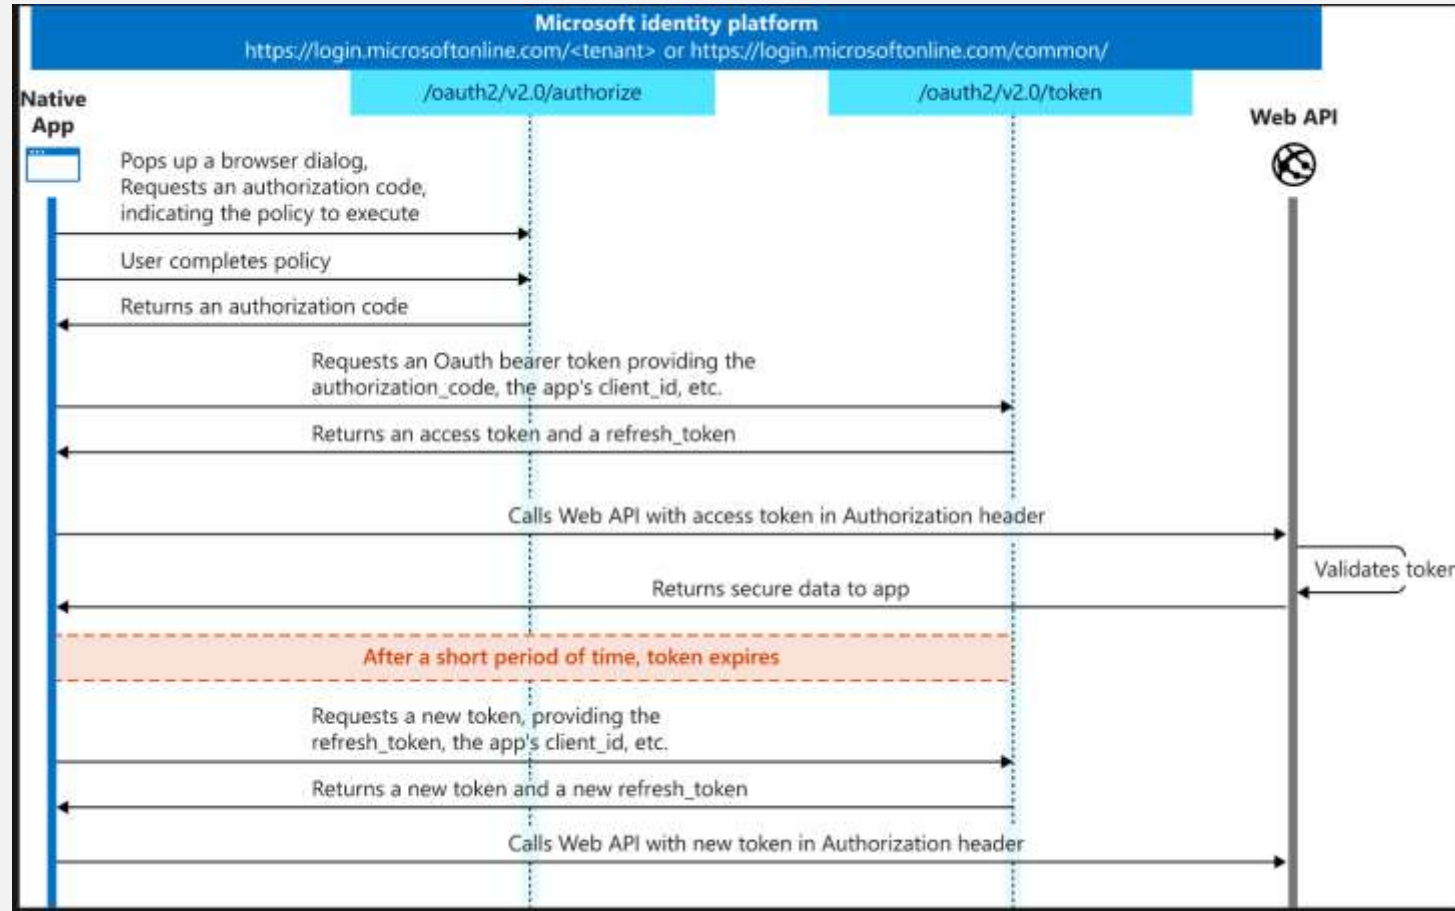 Microsoft identity platform
https://login.microsoftonline.com/<tenant> or https://login.microsoftonline.com/common/
/oauth2/v2.0/authorize
/oauth2/v2.0/token
Native
App
Web API
Pops up a browser dialog,
Requests an authorization code,
indicating the policy to execute
User completes policy
Returns an authorization code
Requests an Oauth bearer token providing the
authorization_code, the app's client_id, etc.
Returns an access token and a refresh_token
Calls Web API with access token in Authorization header
Validates token
Returns secure data to app
After a short period of time, token expires
Requests a new token, providing the
refresh_token, the app's client_id, etc.
Returns a new token and a new refresh_token
Calls Web API with new token in Authorization header